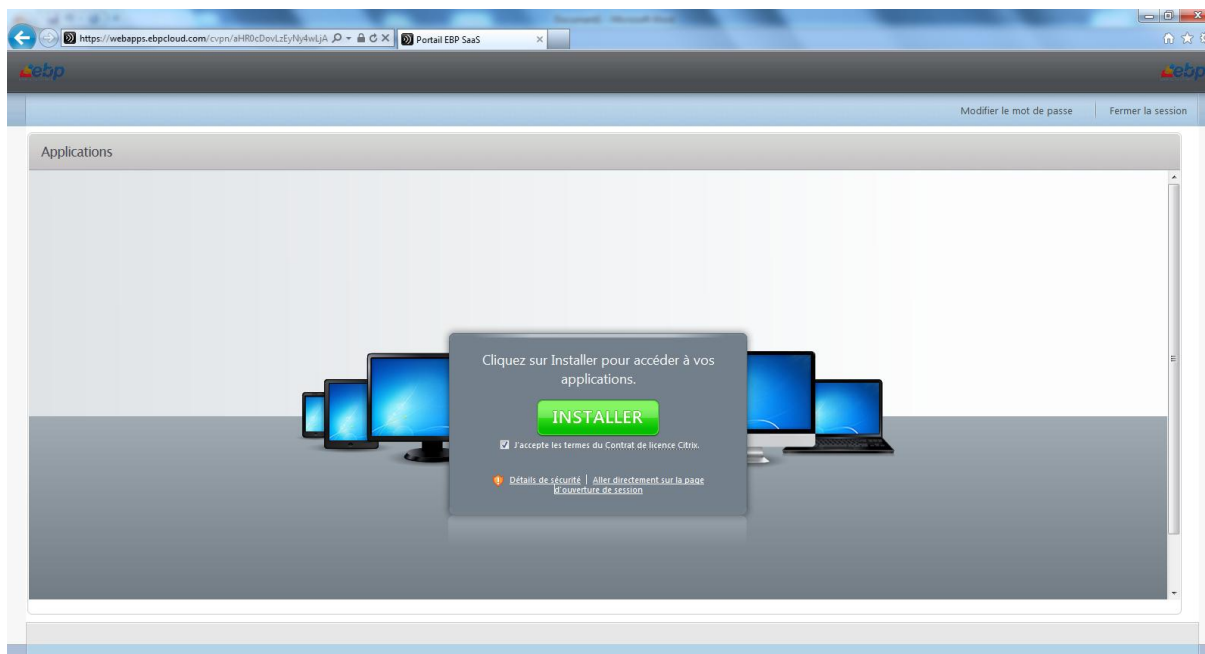 https://webapps.ebpcloud.com/cvpn/aHR0cDovLzEyNy4wLjA
Portail EBP SaaS
ebp
ebp
Modifier le mot de passe
Fermer la session
Applications
Cliquez sur Installer pour accéder à vos
applications.
INSTALLER
J'accepte les termes du Contrat de licence Citrix.
Détails de sécurité | Aller directement sur la page
d'ouverture de session